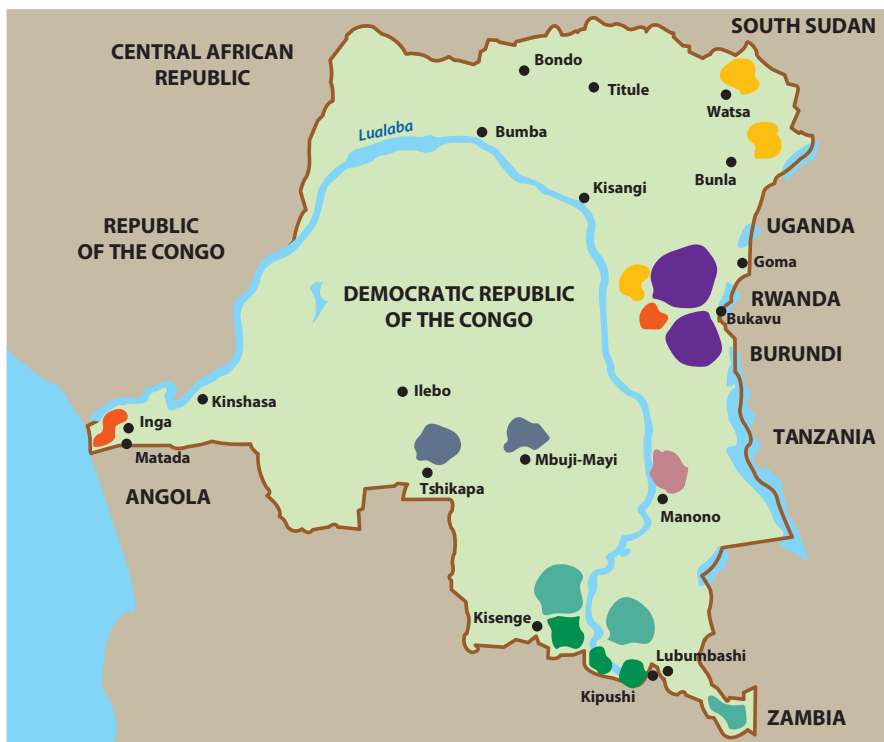 SOUTH SUDAN
CENTRAL AFRICAN
REPUBLIC
Bondo
Titule
Watsa
Lualaba
Bumba
Bunla
Kisangi
REPUBLIC
OF THE CONGO
UGANDA
Goma
DEMOCRATIC REPUBLIC
OF THE CONGO
RWANDA
Bukavu
BURUNDI
Ilebo
Kinshasa
Inga
Matada
TANZANIA
Mbuji-Mayi
Tshikapa
ANGOLA
Manono
Kisenge
Lubumbashi
Kipushi
ZAMBIA